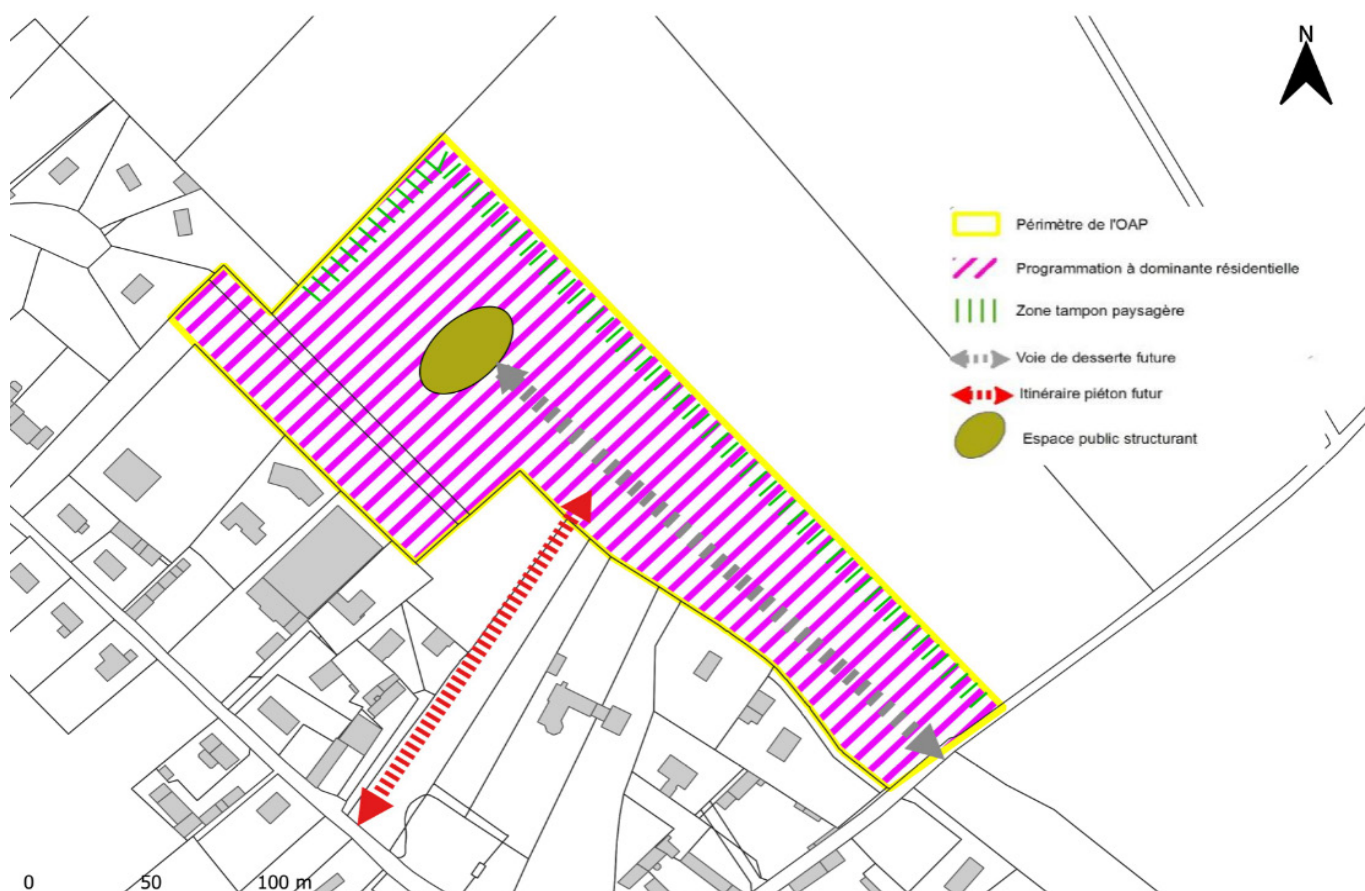 N
Périmètre de l'OAP
Programmation à dominante résidentielle
Zone tampon paysagère
Voie de desserte future
Itinéraire piéton futur
Espace public structurant
0 50 100 m